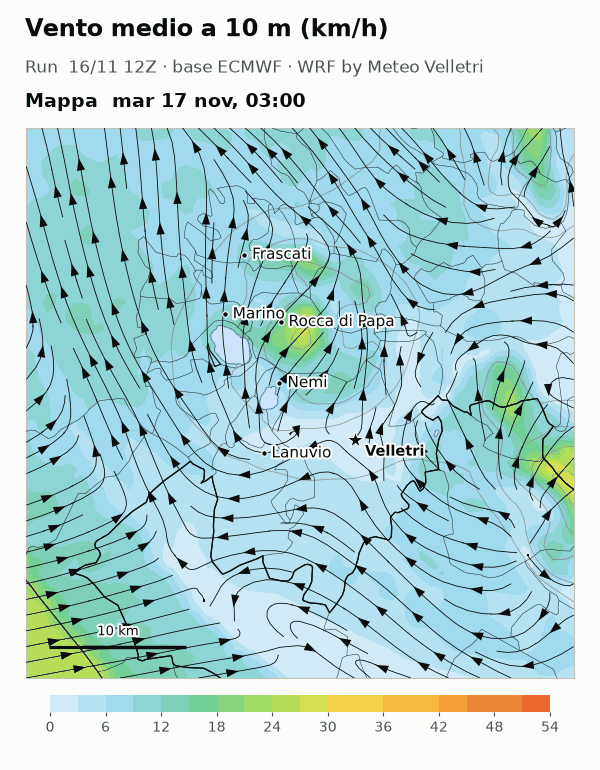 Vento medio a 10 m (km/h)
Run  16/11 12Z · base ECMWF · WRF by Meteo Velletri
Mappa  mar 17 nov, 03:00
Frascati
Marino
Rocca di Papa
Nemi
Velletri
Lanuvio
10 km
0 6 12 18 24 30 36 42 48 54